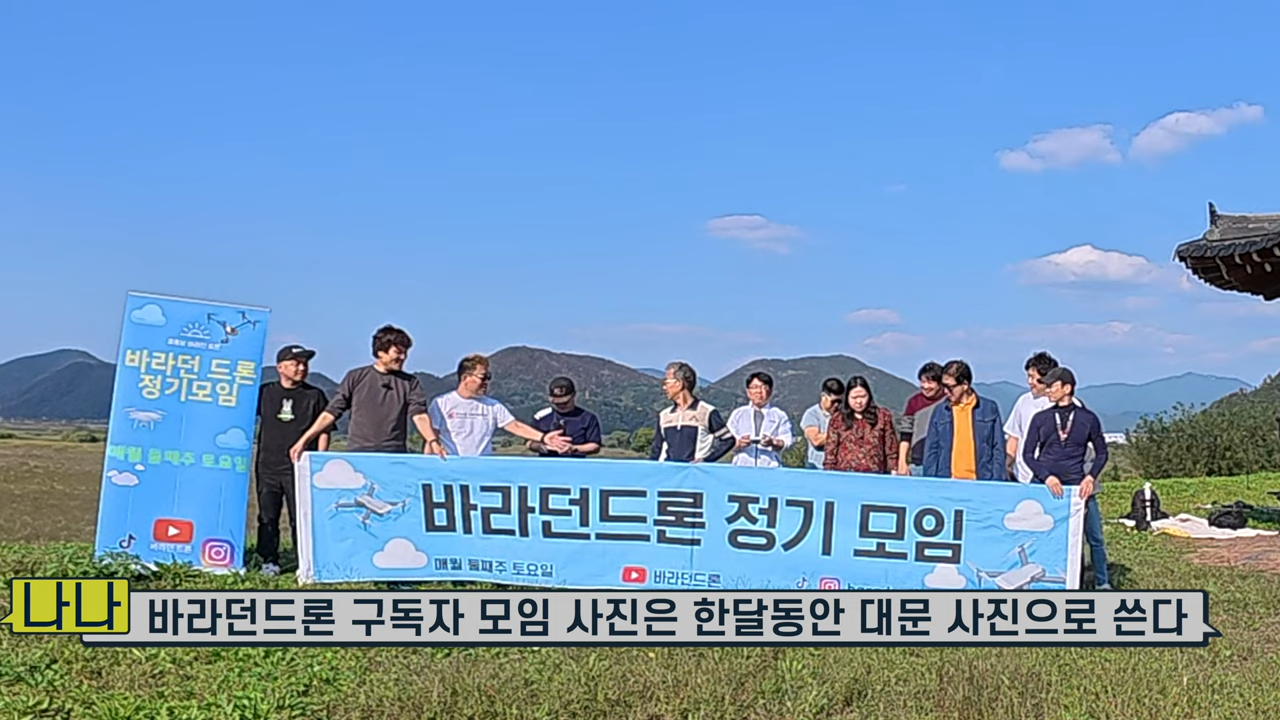 바라던 드론
정기모임
매월 둘째주 토요일
바라던 드론
바라던드론 정기 모임
매월 둘째주 토요일
바라던드론
나나
바라던드론 구독자 모임 사진은 한달동안 대문 사진으로 쓴다